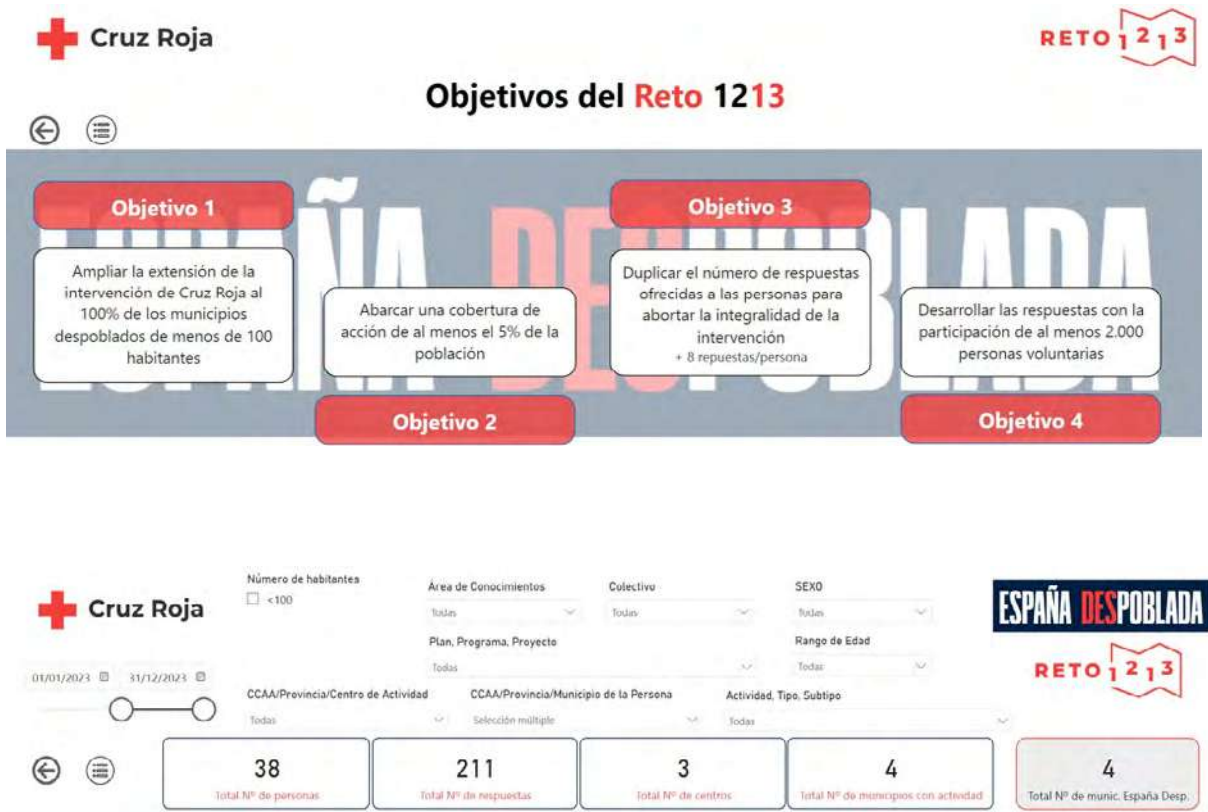 Cruz Roja
RETO 1213
Objetivos del Reto 1213
ESPAÑA DESPOBLADA
Objetivo 1
Ampliar la extensión de la
intervención de Cruz Roja al
100% de los municipios
despoblados de menos de 100
habitantes
Abarcar una cobertura de
acción de al menos el 5% de la
población
Objetivo 2
Objetivo 3
Duplicar el número de respuestas
ofrecidas a las personas para
abortar la integralidad de la
intervención
+ 8 repuestas/persona
Desarrollar las respuestas con la
participación de al menos 2.000
personas voluntarias
Objetivo 4
Cruz Roja
01/01/2023 31/12/2023
Número de habitantes
<100
Área de Conocimientos
Todas
Colectivo
Todas
SEXO
Todas
Plan, Programa, Proyecto
Todas
Rango de Edad
Todas
CCAA/Provincia/Centro de Actividad
Todas
CCAA/Provincia/Municipio de la Persona
Selección múltiple
Actividad, Tipo, Subtipo
Todas
ESPAÑA DESPOBLADA
RETO 1213
38
Total Nº de personas
211
Total Nº de respuestas
3
Total Nº de centros
4
Total Nº de municipios con actividad
4
Total Nº de munic. España Desp.